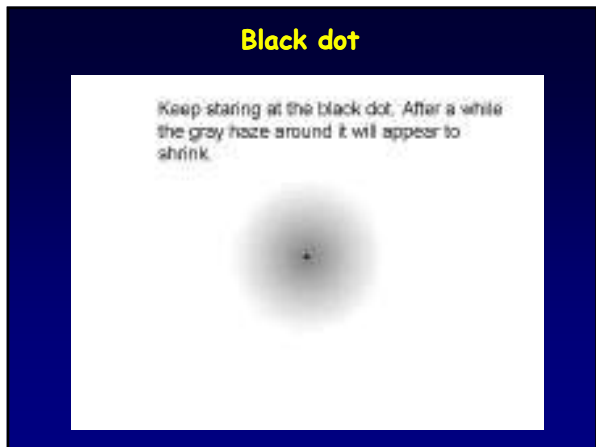 Black dot
Keep staring at the black dot. After a while
the gray haze around it will appear to
shrink.